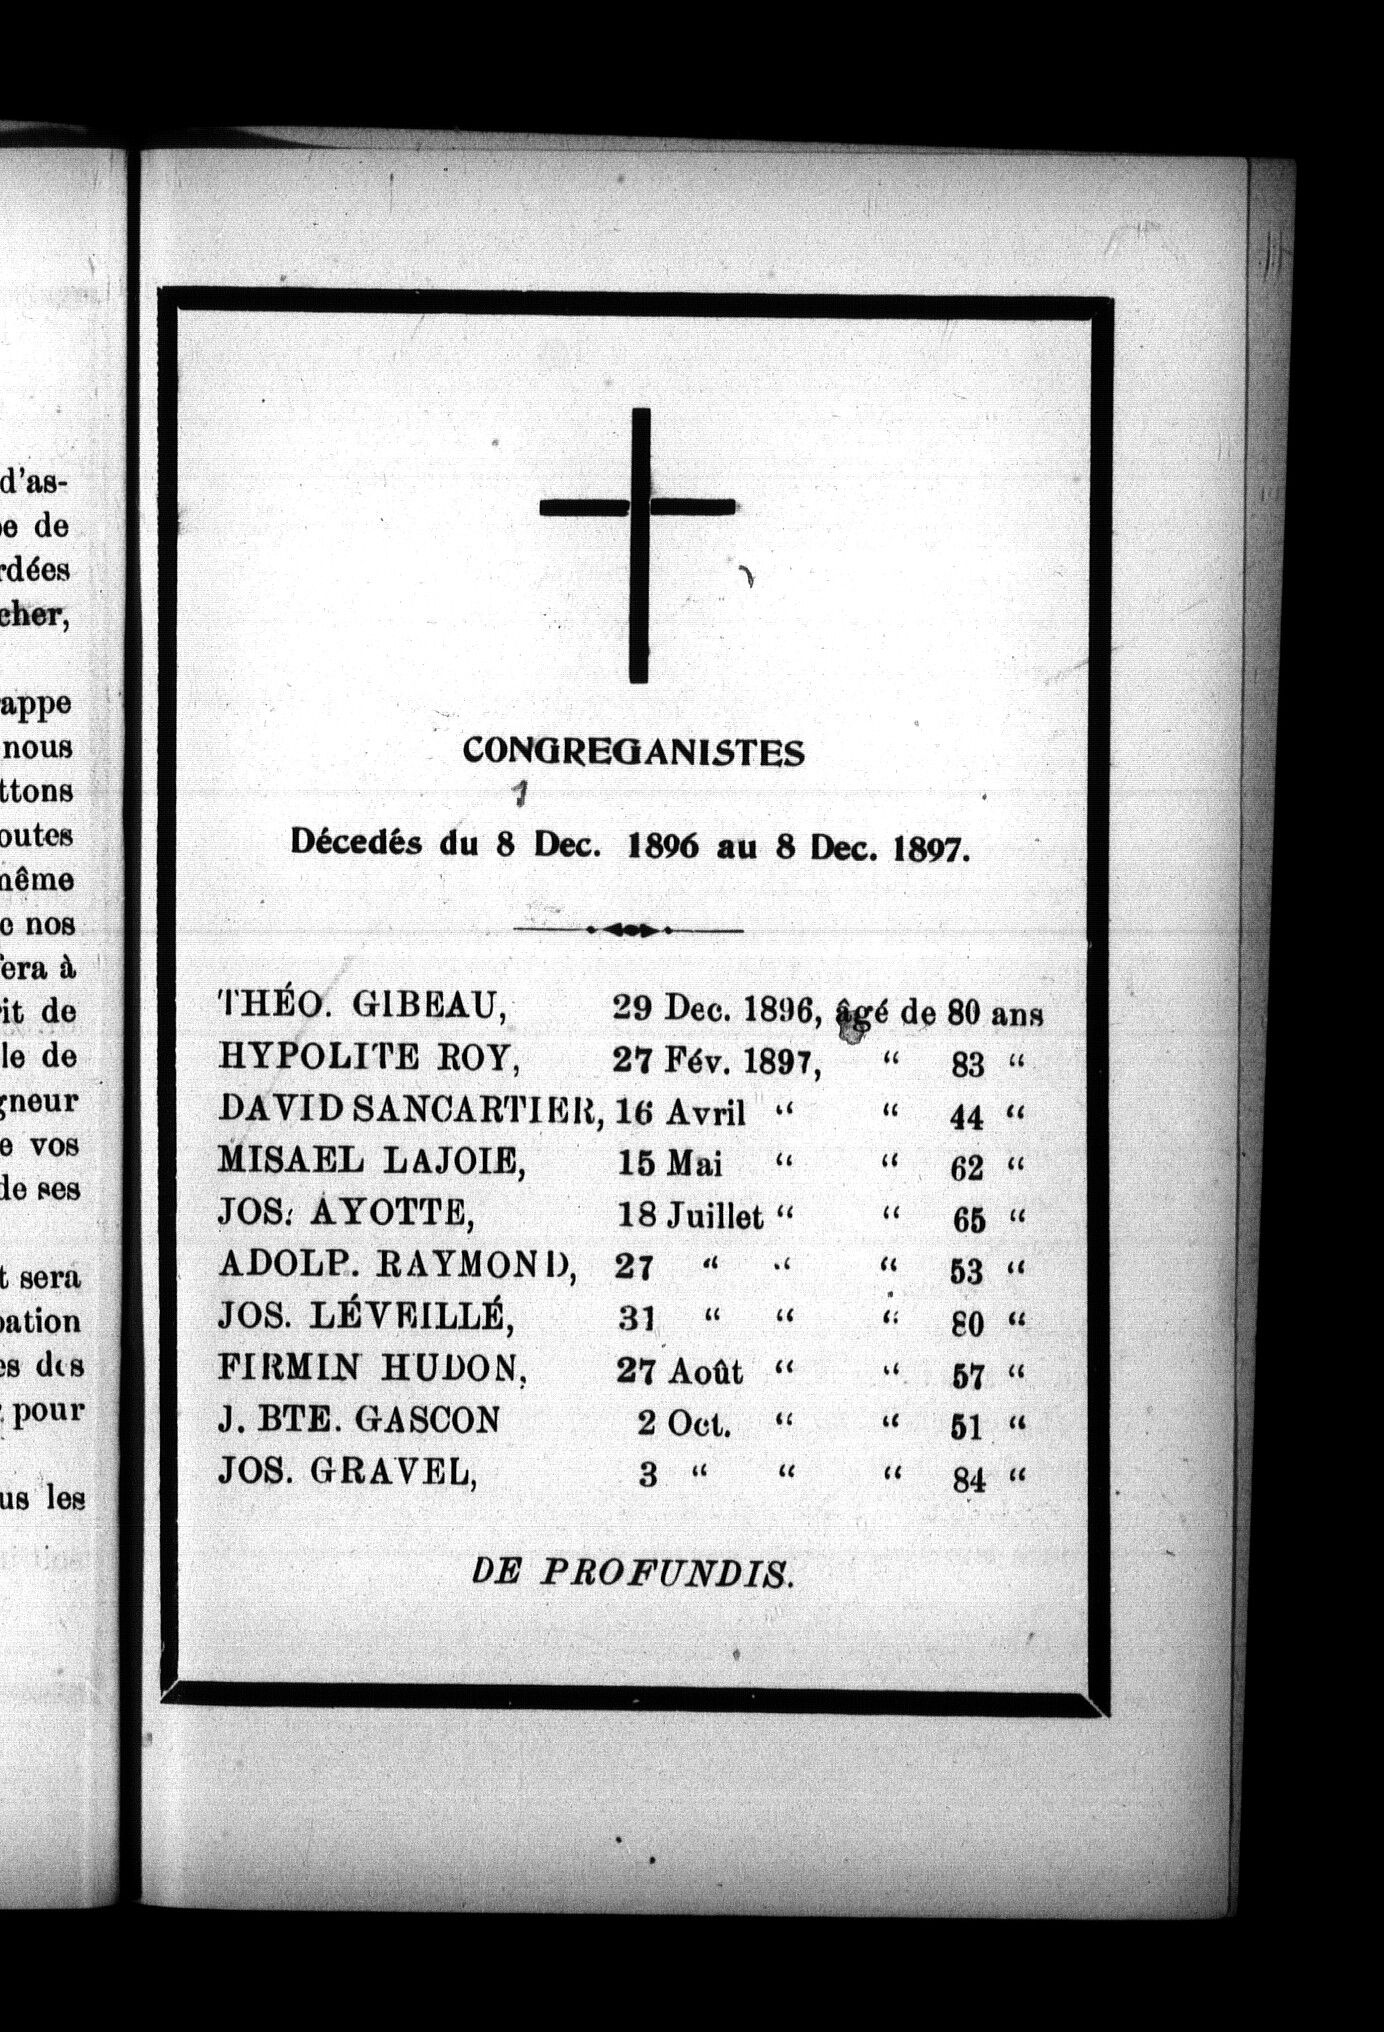 d'as-
de
rdées
cher,
appe
nous
ttons
outes
même
nos
fera à
it de
le de
gneur
vos
de ses
sera
pation
des
pour
us les
CONGREGANISTES
1
Décedés du 8 Dec. 1896 au 8 Dec. 1897.
THÉO. GIBEAU, 29 Dec. 1896, âgé de 80 ans
HYPOLITE ROY, 27 Fév. 1897, “ 83 “
DAVID SANCARTIER, 16 Avril “ “ 44 “
MISAEL LAJOIE, 15 Mai “ “ 62 “
JOS. AYOTTE, 18 Juillet “ “ 65 “
ADOLP. RAYMOND, 27 “ “ “ 53 “
JOS. LÉVEILLÉ, 31 “ “ “ 80 “
FIRMIN HUDON, 27 Août “ “ 57 “
J. BTE. GASCON 2 Oct. “ “ 51 “
JOS. GRAVEL, 3 “ “ “ 84 “
DE PROFUNDIS.